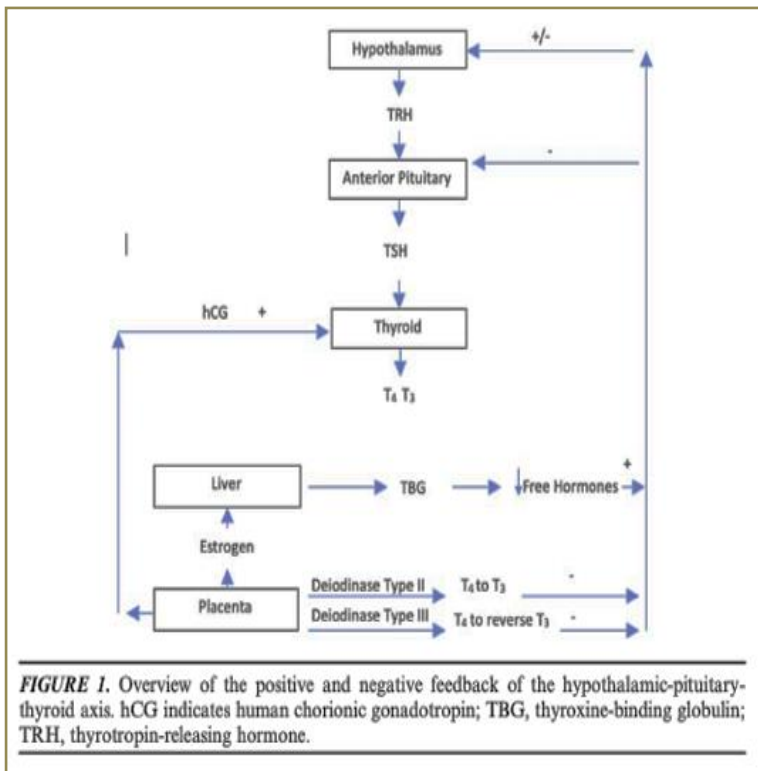 +/-
Hypothalamus
TRH
-
Anterior Pituitary
TSH
hCG +
Thyroid
T₄ T₃
+
Liver
TBG
↓Free Hormones
Estrogen
Deiodinase Type II
T₄ to T₃
-
Placenta
Deiodinase Type III
T₄ to reverse T₃
-
FIGURE 1. Overview of the positive and negative feedback of the hypothalamic-pituitary-
thyroid axis. hCG indicates human chorionic gonadotropin; TBG, thyroxine-binding globulin;
TRH, thyrotropin-releasing hormone.